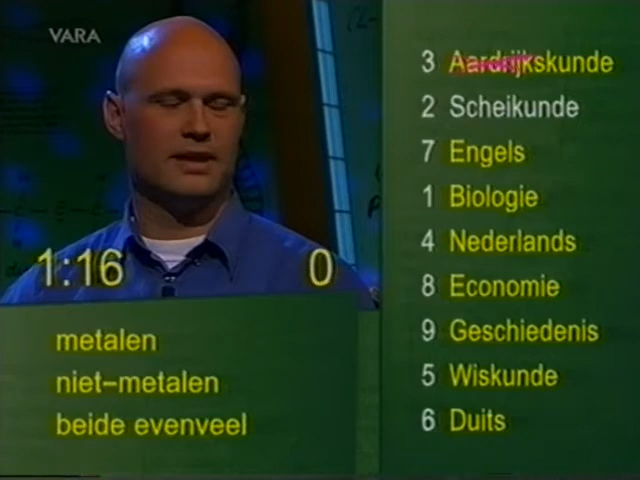 VARA
3 Aardrijkskunde
2 Scheikunde
7 Engels
1 Biologie
4 Nederlands
8 Economie
9 Geschiedenis
5 Wiskunde
6 Duits
1:16 0
metalen
niet-metalen
beide evenveel